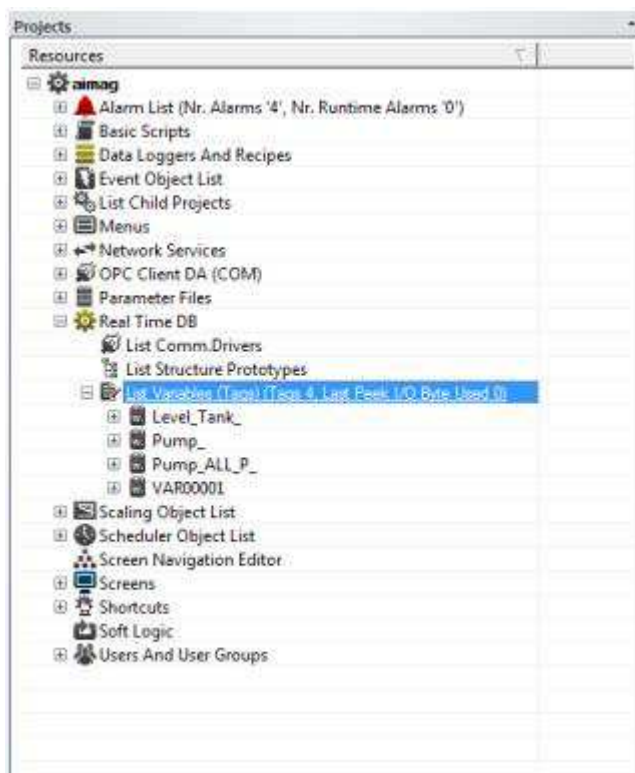 Projects
Resources
aimag
Alarm List (Nr. Alarms '4', Nr. Runtime Alarms '0')
Basic Scripts
Data Loggers And Recipes
Event Object List
List Child Projects
Menus
Network Services
OPC Client DA (COM)
Parameter Files
Real Time DB
List Comm.Drivers
List Structure Prototypes
List Variables (Tags) (Tags 4, Last Peek I/O Byte Used 0)
Level_Tank_
Pump_
Pump_ALL_P_
VAR00001
Scaling Object List
Scheduler Object List
Screen Navigation Editor
Screens
Shortcuts
Soft Logic
Users And User Groups